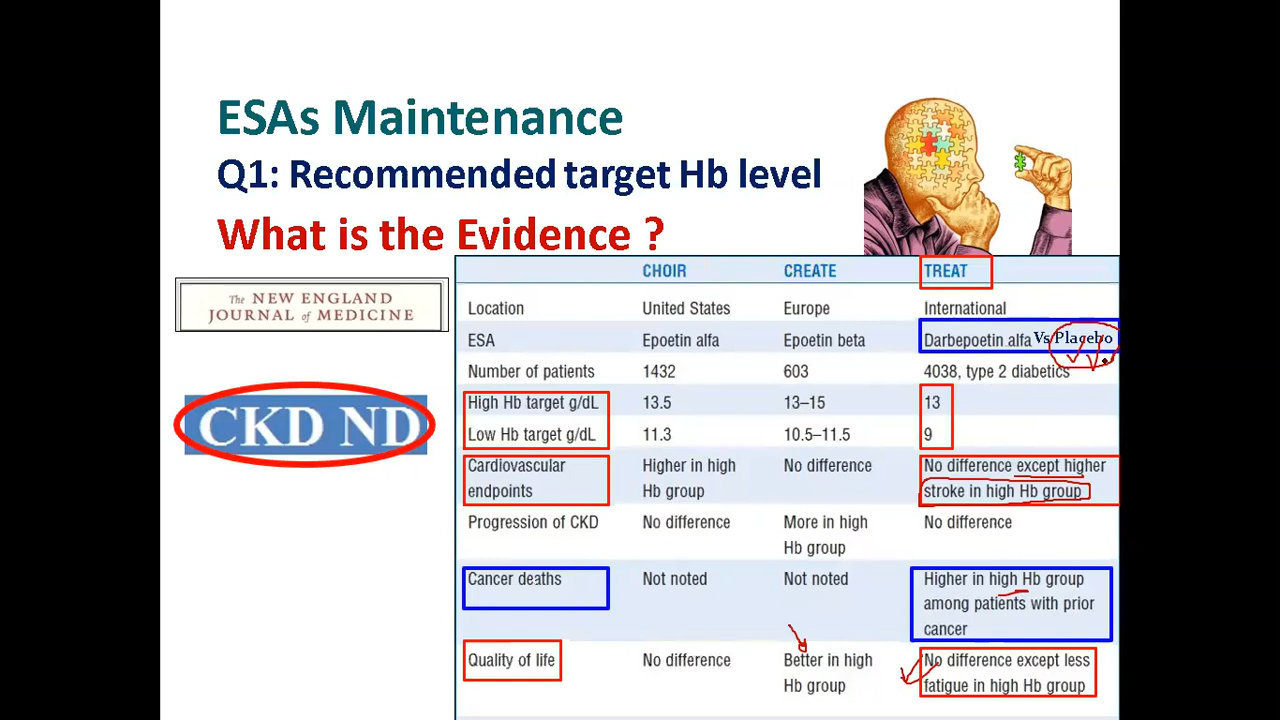 ESAs Maintenance
Q1: Recommended target Hb level
What is the Evidence ?
The NEW ENGLAND
JOURNAL of MEDICINE
CKD ND
CHOIR CREATE TREAT
Location United States Europe International
ESA Epoetin alfa Epoetin beta Darbepoetin alfa Vs Placebo
Number of patients 1432 603 4038, type 2 diabetics
High Hb target g/dL 13.5 13–15 13
Low Hb target g/dL 11.3 10.5–11.5 9
Cardiovascular Higher in high No difference No difference except higher
endpoints Hb group stroke in high Hb group
Progression of CKD No difference More in high No difference
Hb group
Cancer deaths Not noted Not noted Higher in high Hb group
among patients with prior
cancer
Quality of life No difference Better in high No difference except less
Hb group fatigue in high Hb group